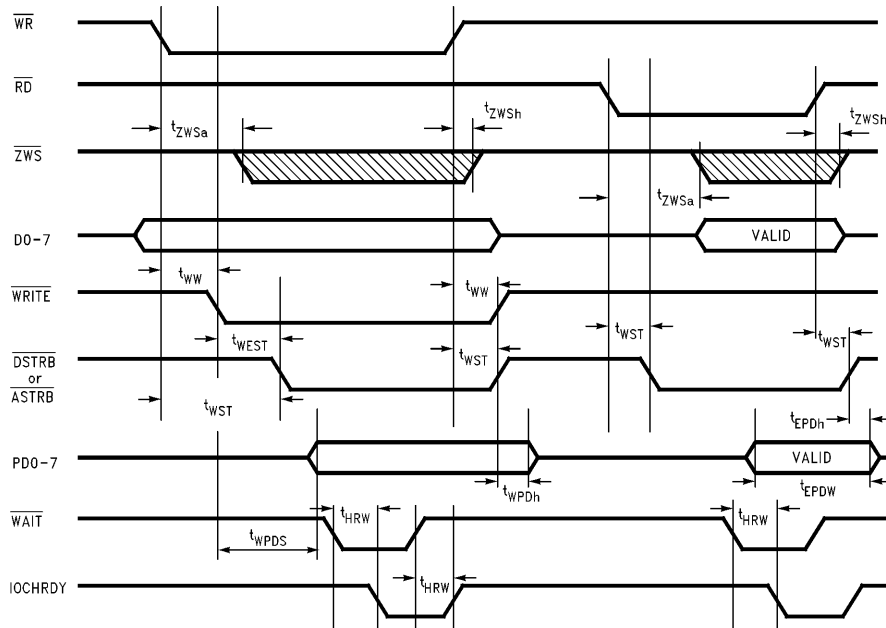 WR
RD
tZWSa
tZWSh
tZWSh
ZWS
tZWSa
D0-7
VALID
tWW
tWW
WRITE
tWEST
tWST
tWST
tWST
DSTRB
or
ASTRB
tWST
tEPDh
PD0-7
VALID
tWPDh
tEPDW
WAIT
tHRW
tHRW
tWPDS
IOCHRDY
tHRW